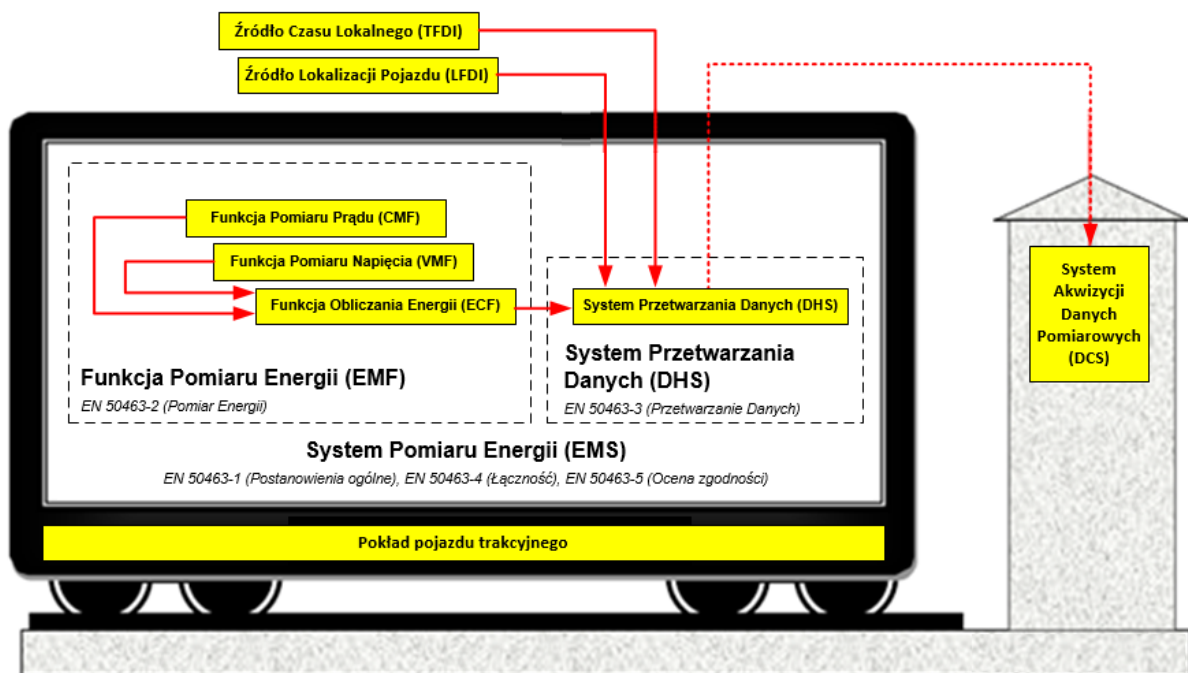 Źródło Czasu Lokalnego (TFDI)
Źródło Lokalizacji Pojazdu (LFDI)
Funkcja Pomiaru Prądu (CMF)
Funkcja Pomiaru Napięcia (VMF)
Funkcja Obliczania Energii (ECF)
System Przetwarzania Danych (DHS)
Funkcja Pomiaru Energii (EMF)
EN 50463-2 (Pomiar Energii)
System Przetwarzania
Danych (DHS)
EN 50463-3 (Przetwarzanie Danych)
System Pomiaru Energii (EMS)
EN 50463-1 (Postanowienia ogólne), EN 50463-4 (Łączność), EN 50463-5 (Ocena zgodności)
Pokład pojazdu trakcyjnego
System
Akwizycji
Danych
Pomiarowych
(DCS)